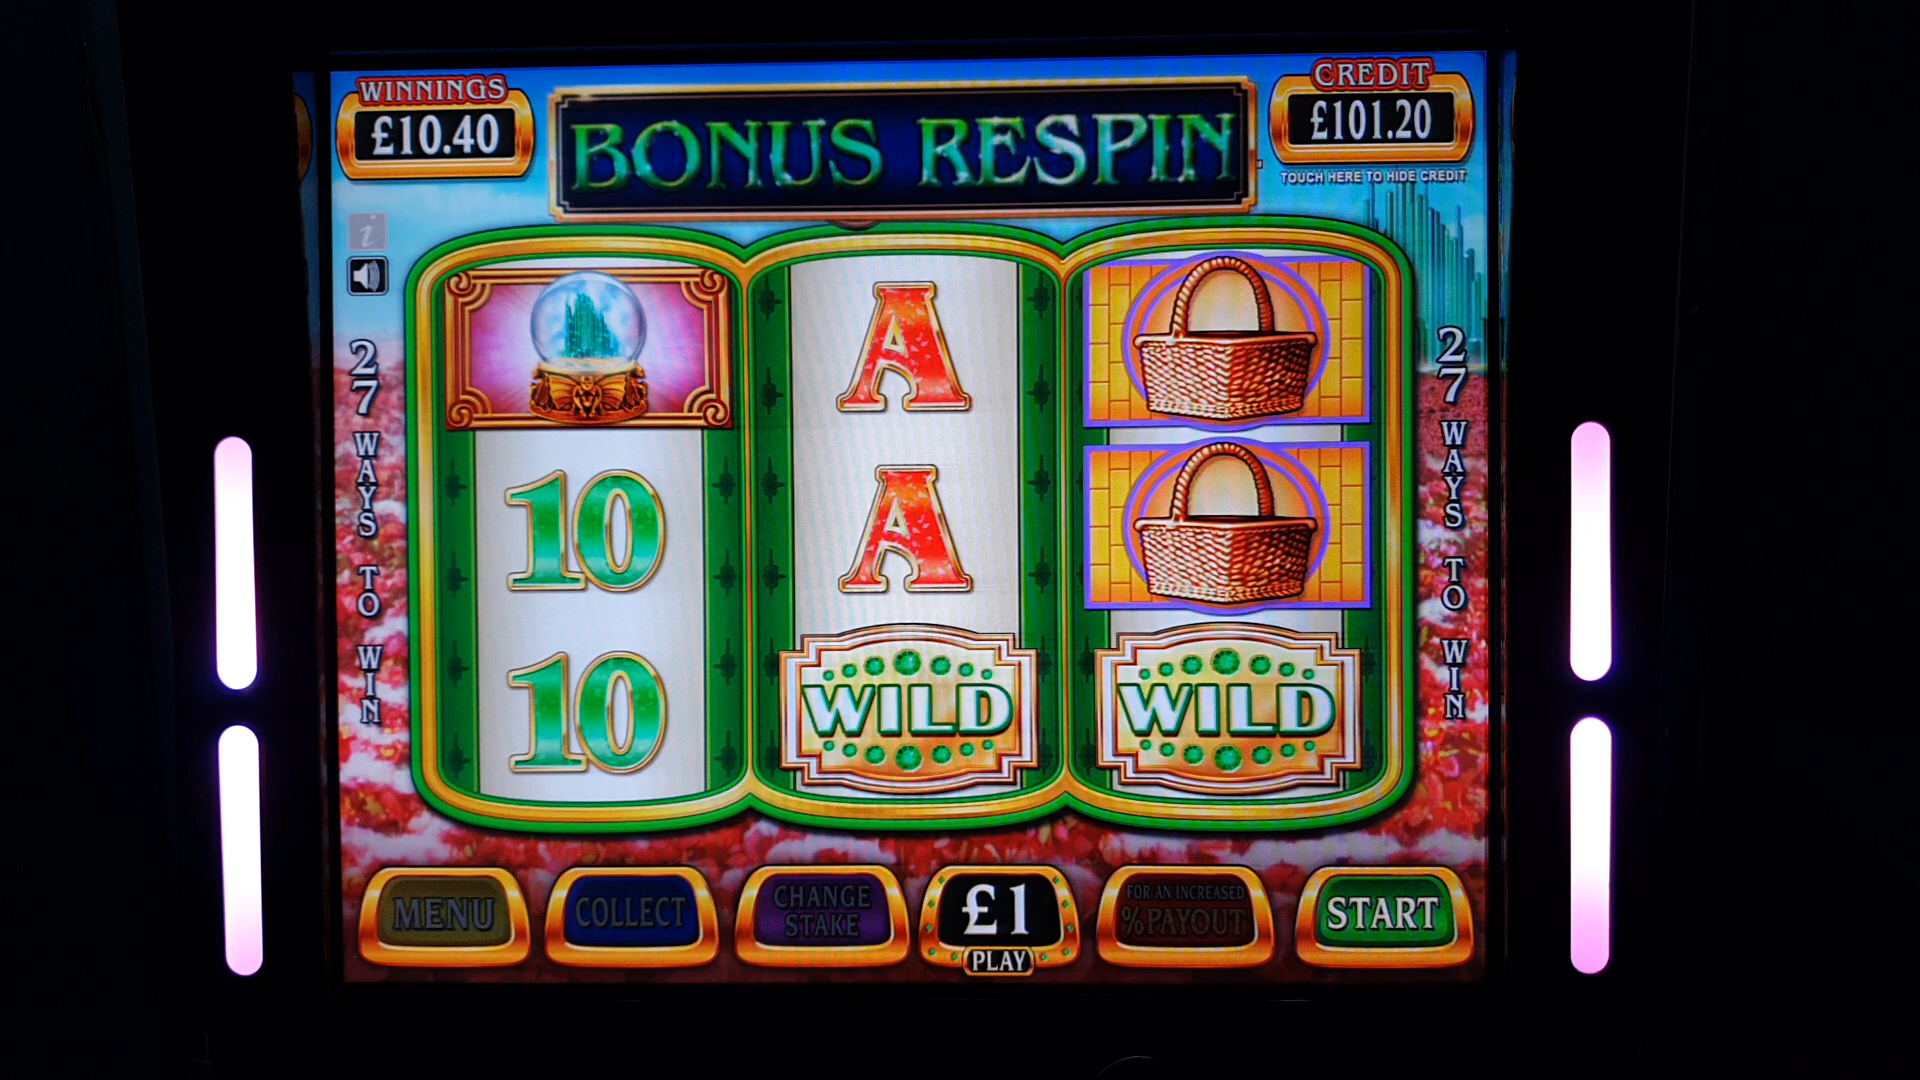 WINNINGS
£10.40
BONUS RESPIN
CREDIT
£101.20
TOUCH HERE TO HIDE CREDIT
i
27 WAYS TO WIN
A
10
A
10
WILD
WILD
27 WAYS TO WIN
MENU
COLLECT
CHANGE
STAKE
£1
PLAY
FOR AN INCREASED
%PAYOUT
START